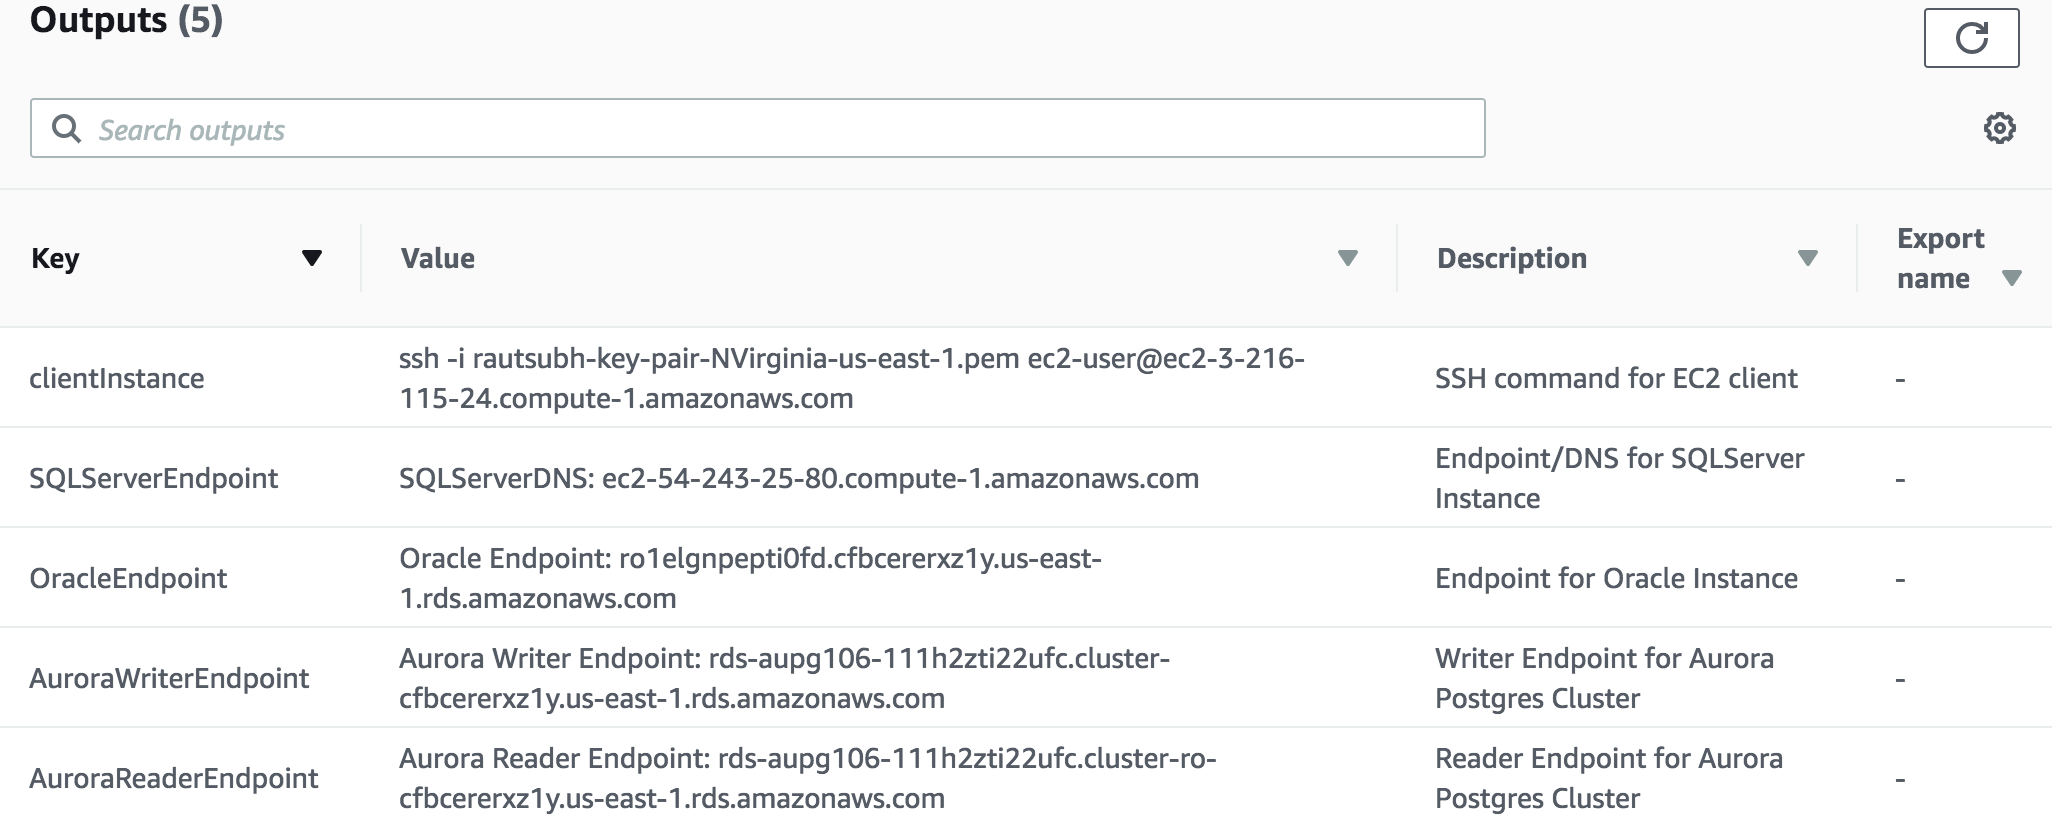 Outputs (5)
Search outputs
Key
Value
Description
Export
name
clientInstance
ssh -i rautsubh-key-pair-NVirginia-us-east-1.pem ec2-user@ec2-3-216-
115-24.compute-1.amazonaws.com
SSH command for EC2 client
-
SQLServerEndpoint
SQLServerDNS: ec2-54-243-25-80.compute-1.amazonaws.com
Endpoint/DNS for SQLServer
Instance
-
OracleEndpoint
Oracle Endpoint: ro1elgnpepti0fd.cfbcererxz1y.us-east-
1.rds.amazonaws.com
Endpoint for Oracle Instance
-
AuroraWriterEndpoint
Aurora Writer Endpoint: rds-aupg106-111h2zti22ufc.cluster-
cfbcererxz1y.us-east-1.rds.amazonaws.com
Writer Endpoint for Aurora
Postgres Cluster
-
AuroraReaderEndpoint
Aurora Reader Endpoint: rds-aupg106-111h2zti22ufc.cluster-ro-
cfbcererxz1y.us-east-1.rds.amazonaws.com
Reader Endpoint for Aurora
Postgres Cluster
-